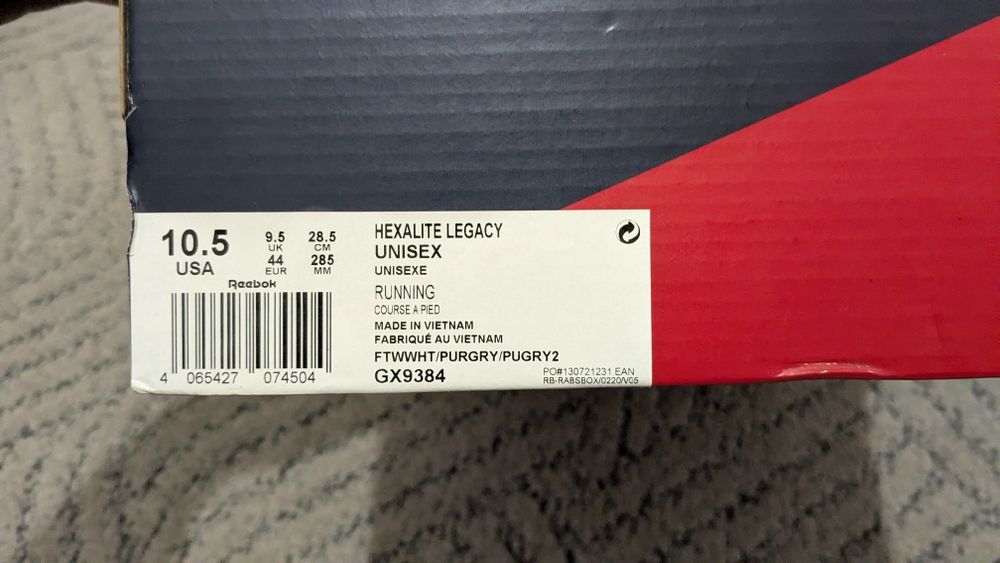 10.5
USA
9.5
UK
44
EUR
28.5
CM
285
MM
Reebok
4 065427 074504
HEXALITE LEGACY
UNISEX
UNISEXE
RUNNING
COURSE A PIED
MADE IN VIETNAM
FABRIQUÉ AU VIETNAM
FTWWHT/PURGRY/PUGRY2
GX9384
PO#130721231 EAN
RB-RABSBOX/0220/V05